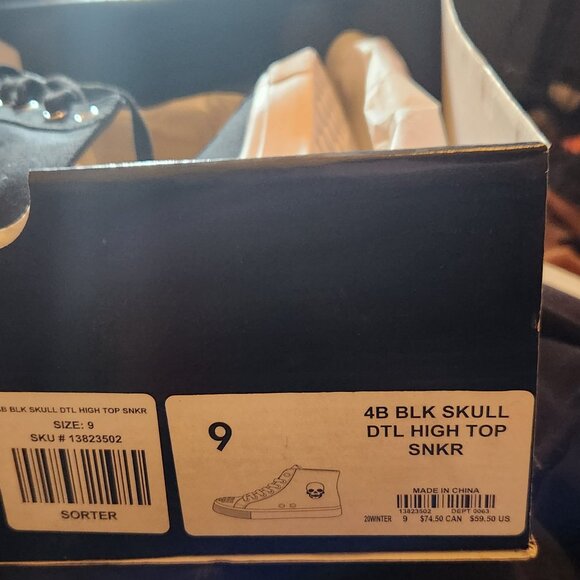 4B BLK SKULL DTL HIGH TOP SNKR
SIZE: 9
SKU # 13823502
SORTER
9
4B BLK SKULL
DTL HIGH TOP
SNKR
MADE IN CHINA
13823502 DEPT 0063
20WINTER 9 $74.50 CAN $59.50 US